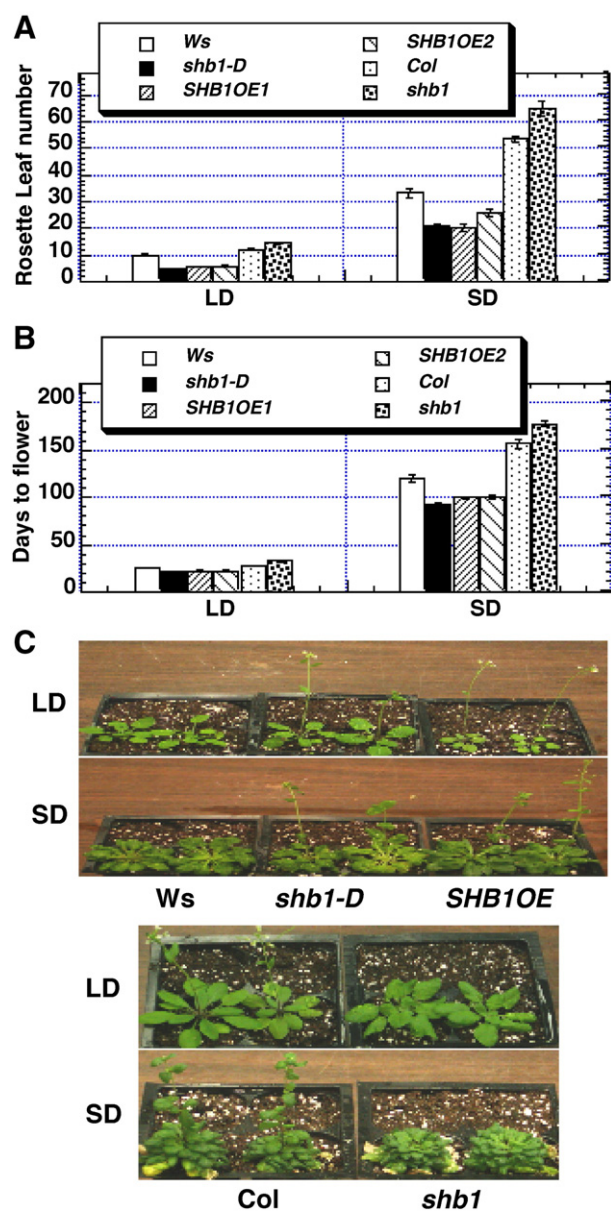 A
Ws
SHB1OE2
shb1-D
Col
SHB1OE1
shb1
Rosette Leaf number
70
60
50
40
30
20
10
0
LD
SD
B
Ws
SHB1OE2
shb1-D
Col
SHB1OE1
shb1
Days to flower
200
150
100
50
0
LD
SD
C
LD
SD
Ws
shb1-D
SHB1OE
LD
SD
Col
shb1